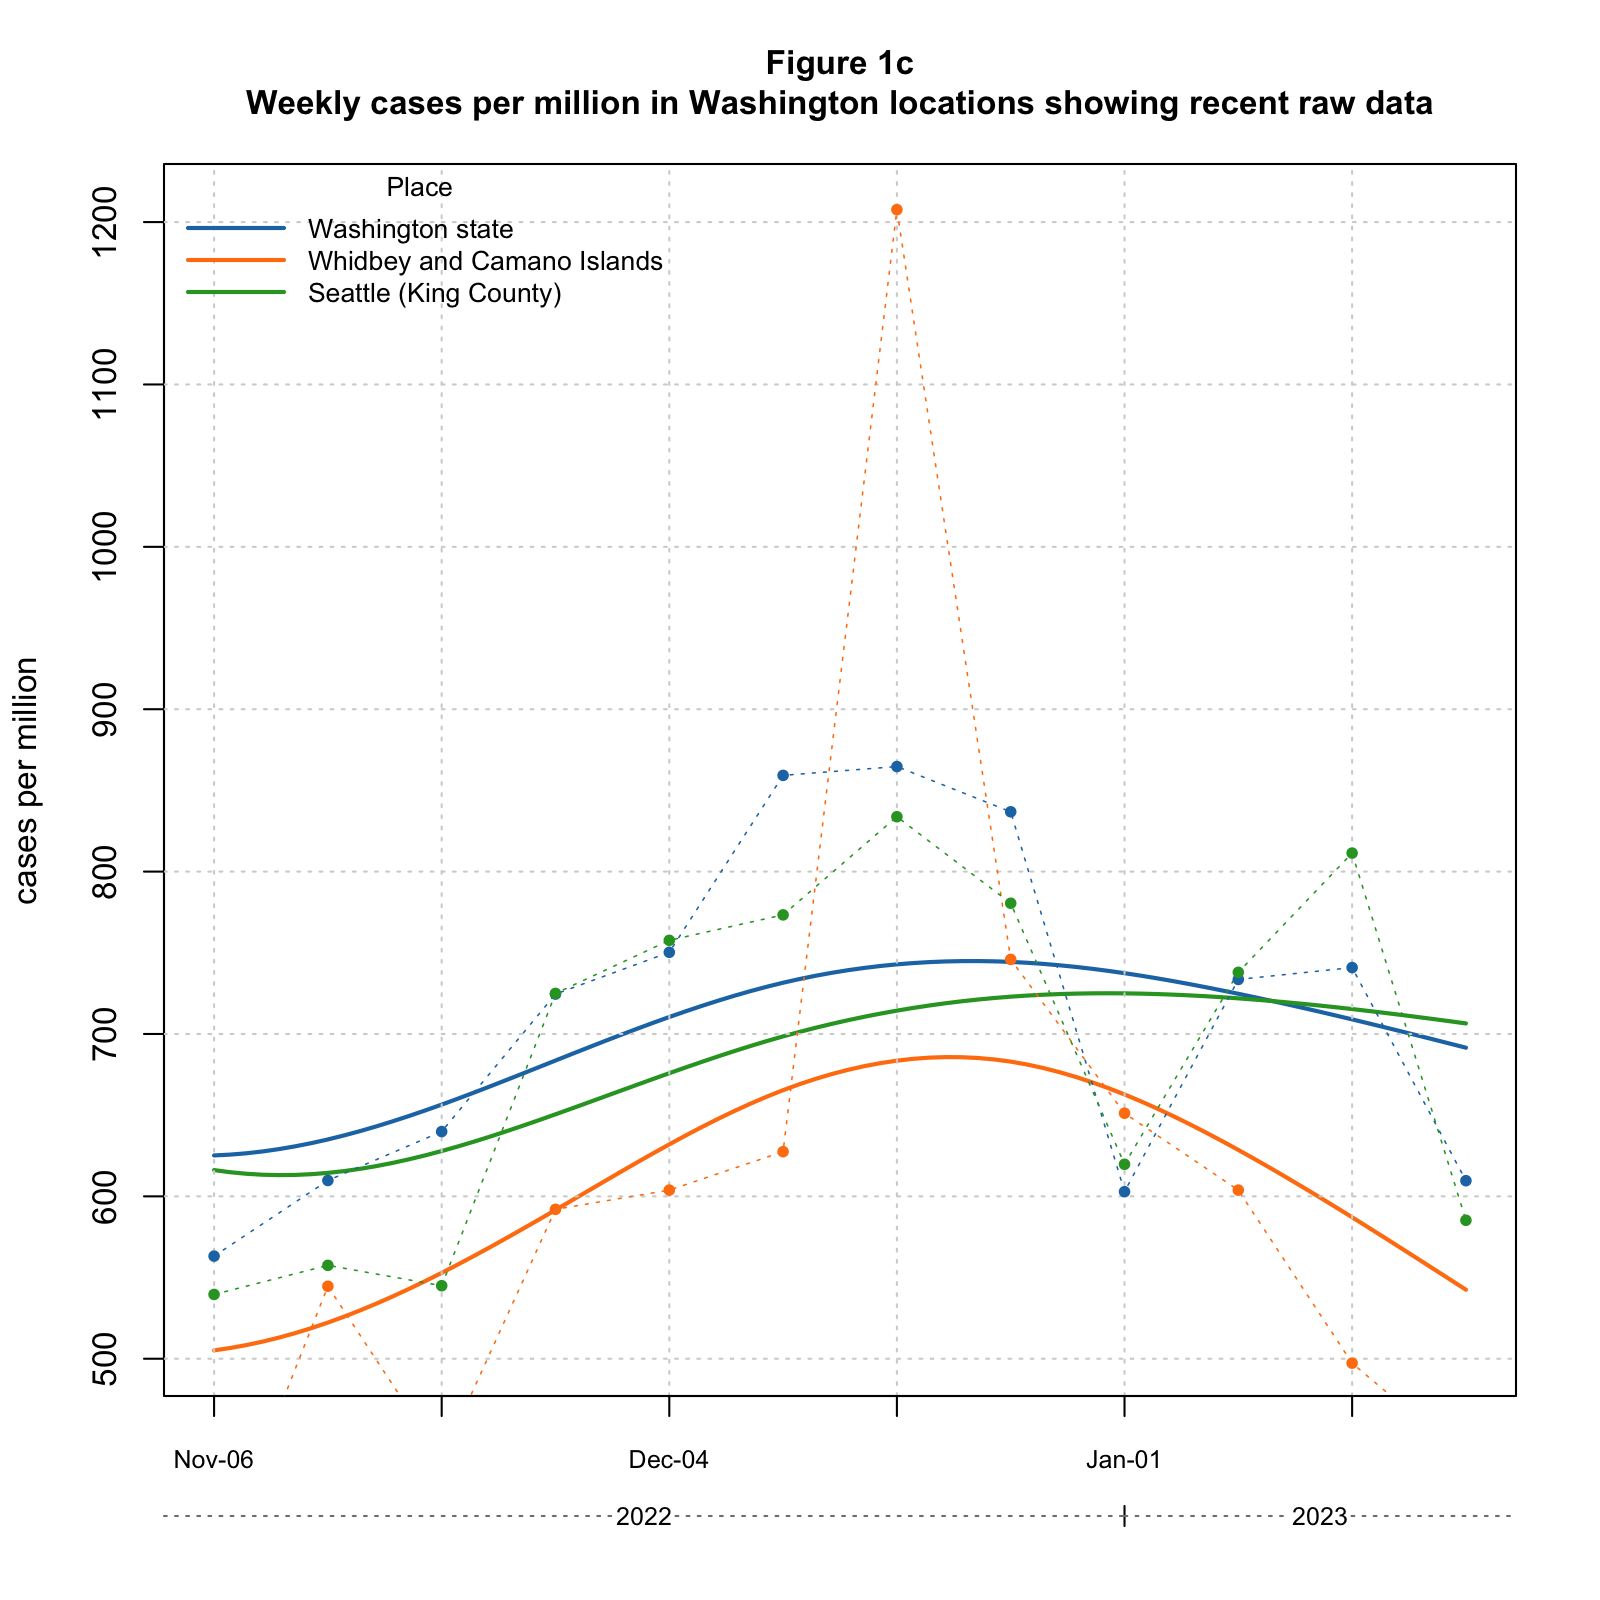 Figure 1c
Weekly cases per million in Washington locations showing recent raw data
Place
Washington state
Whidbey and Camano Islands
Seattle (King County)
cases per million
1200
1100
1000
900
800
700
600
500
Nov-06
Dec-04
Jan-01
2022
2023